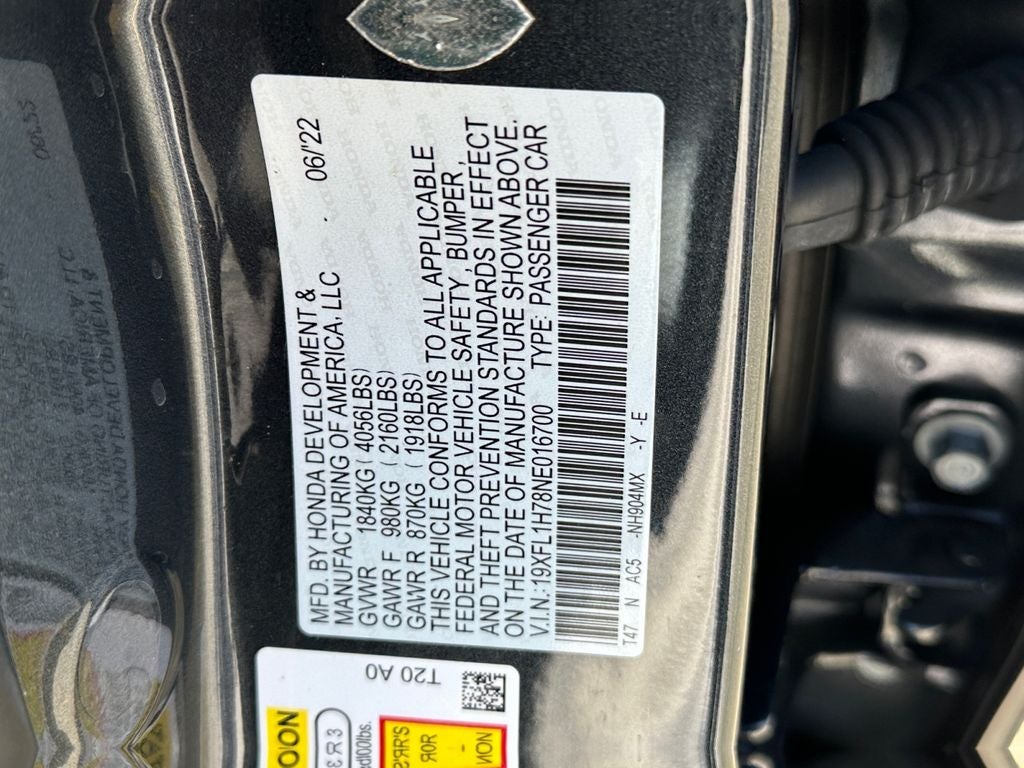 MFD. BY HONDA DEVELOPMENT &
MANUFACTURING OF AMERICA, LLC 06/'22
GVWR 1840KG ( 4056LBS)
GAWR F 980KG ( 2160LBS)
GAWR R 870KG ( 1918LBS)
THIS VEHICLE CONFORMS TO ALL APPLICABLE
FEDERAL MOTOR VEHICLE SAFETY, BUMPER,
AND THEFT PREVENTION STANDARDS IN EFFECT
ON THE DATE OF MANUFACTURE SHOWN ABOVE.
V.I.N.:19XFL1H78NE016700 TYPE: PASSENGER CAR
T47 N AC5 -NH904MX -Y -E
T20 A0